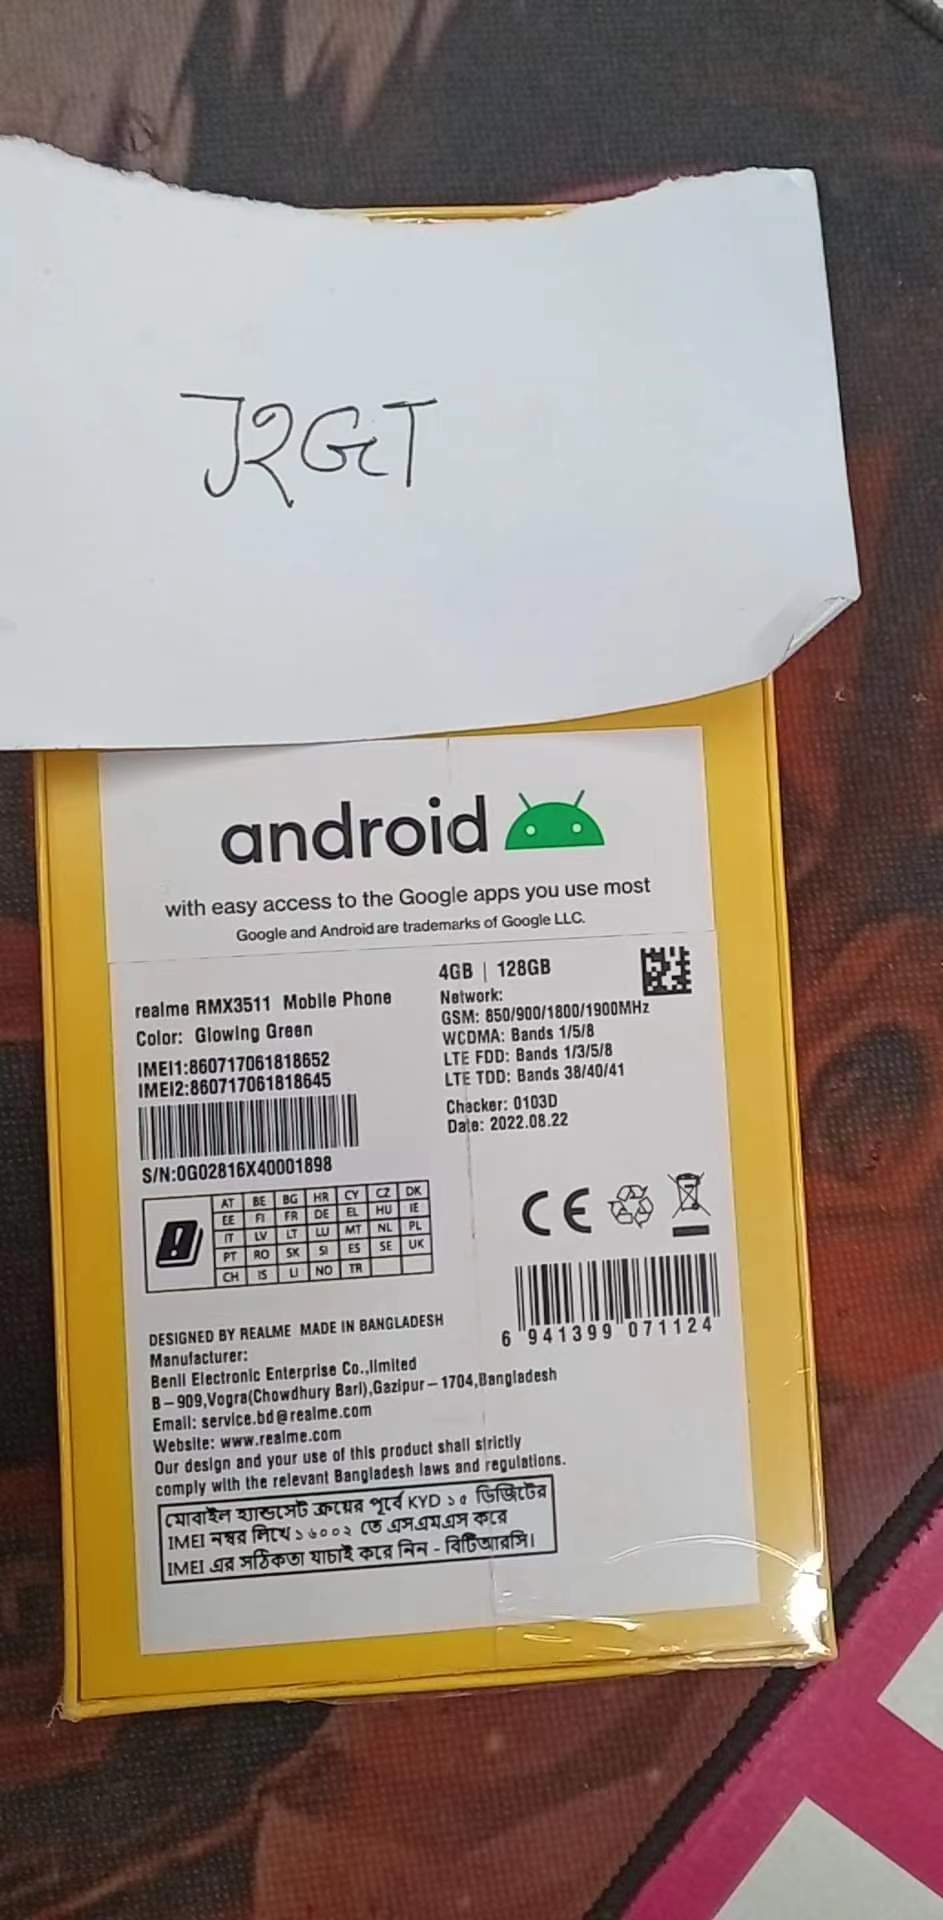 JRGT
android
with easy access to the Google apps you use most
Google and Android are trademarks of Google LLC.
realme RMX3511 Mobile Phone
Color: Glowing Green
IMEI1:860717061818652
IMEI2:860717061818645
S/N:0G02816X40001898
4GB | 128GB
Network:
GSM: 850/900/1800/1900MHz
WCDMA: Bands 1/5/8
LTE FDD: Bands 1/3/5/8
LTE TDD: Bands 38/40/41
Checker: 0103D
Date: 2022.08.22
AT BE BG HR CY CZ DK
EE FI FR DE EL HU IE
IT LV LT LU MT NL PL
PT RO SK SI ES SE UK
CH IS LI NO TR
CE
6 941399 071124
DESIGNED BY REALME MADE IN BANGLADESH
Manufacturer:
Benli Electronic Enterprise Co.,limited
B-909,Vogra(Chowdhury Bari),Gazipur-1704,Bangladesh
Email: service.bd@realme.com
Website: www.realme.com
Our design and your use of this product shall strictly
comply with the relevant Bangladesh laws and regulations.
মোবাইল হ্যান্ডসেট ক্রয়ের পূর্বে KYD ১৫ ডিজিটের
IMEI নম্বর লিখে ১৬০০২ তে এসএমএস করে
IMEI এর সঠিকতা যাচাই করে নিন - বিটিআরসি।